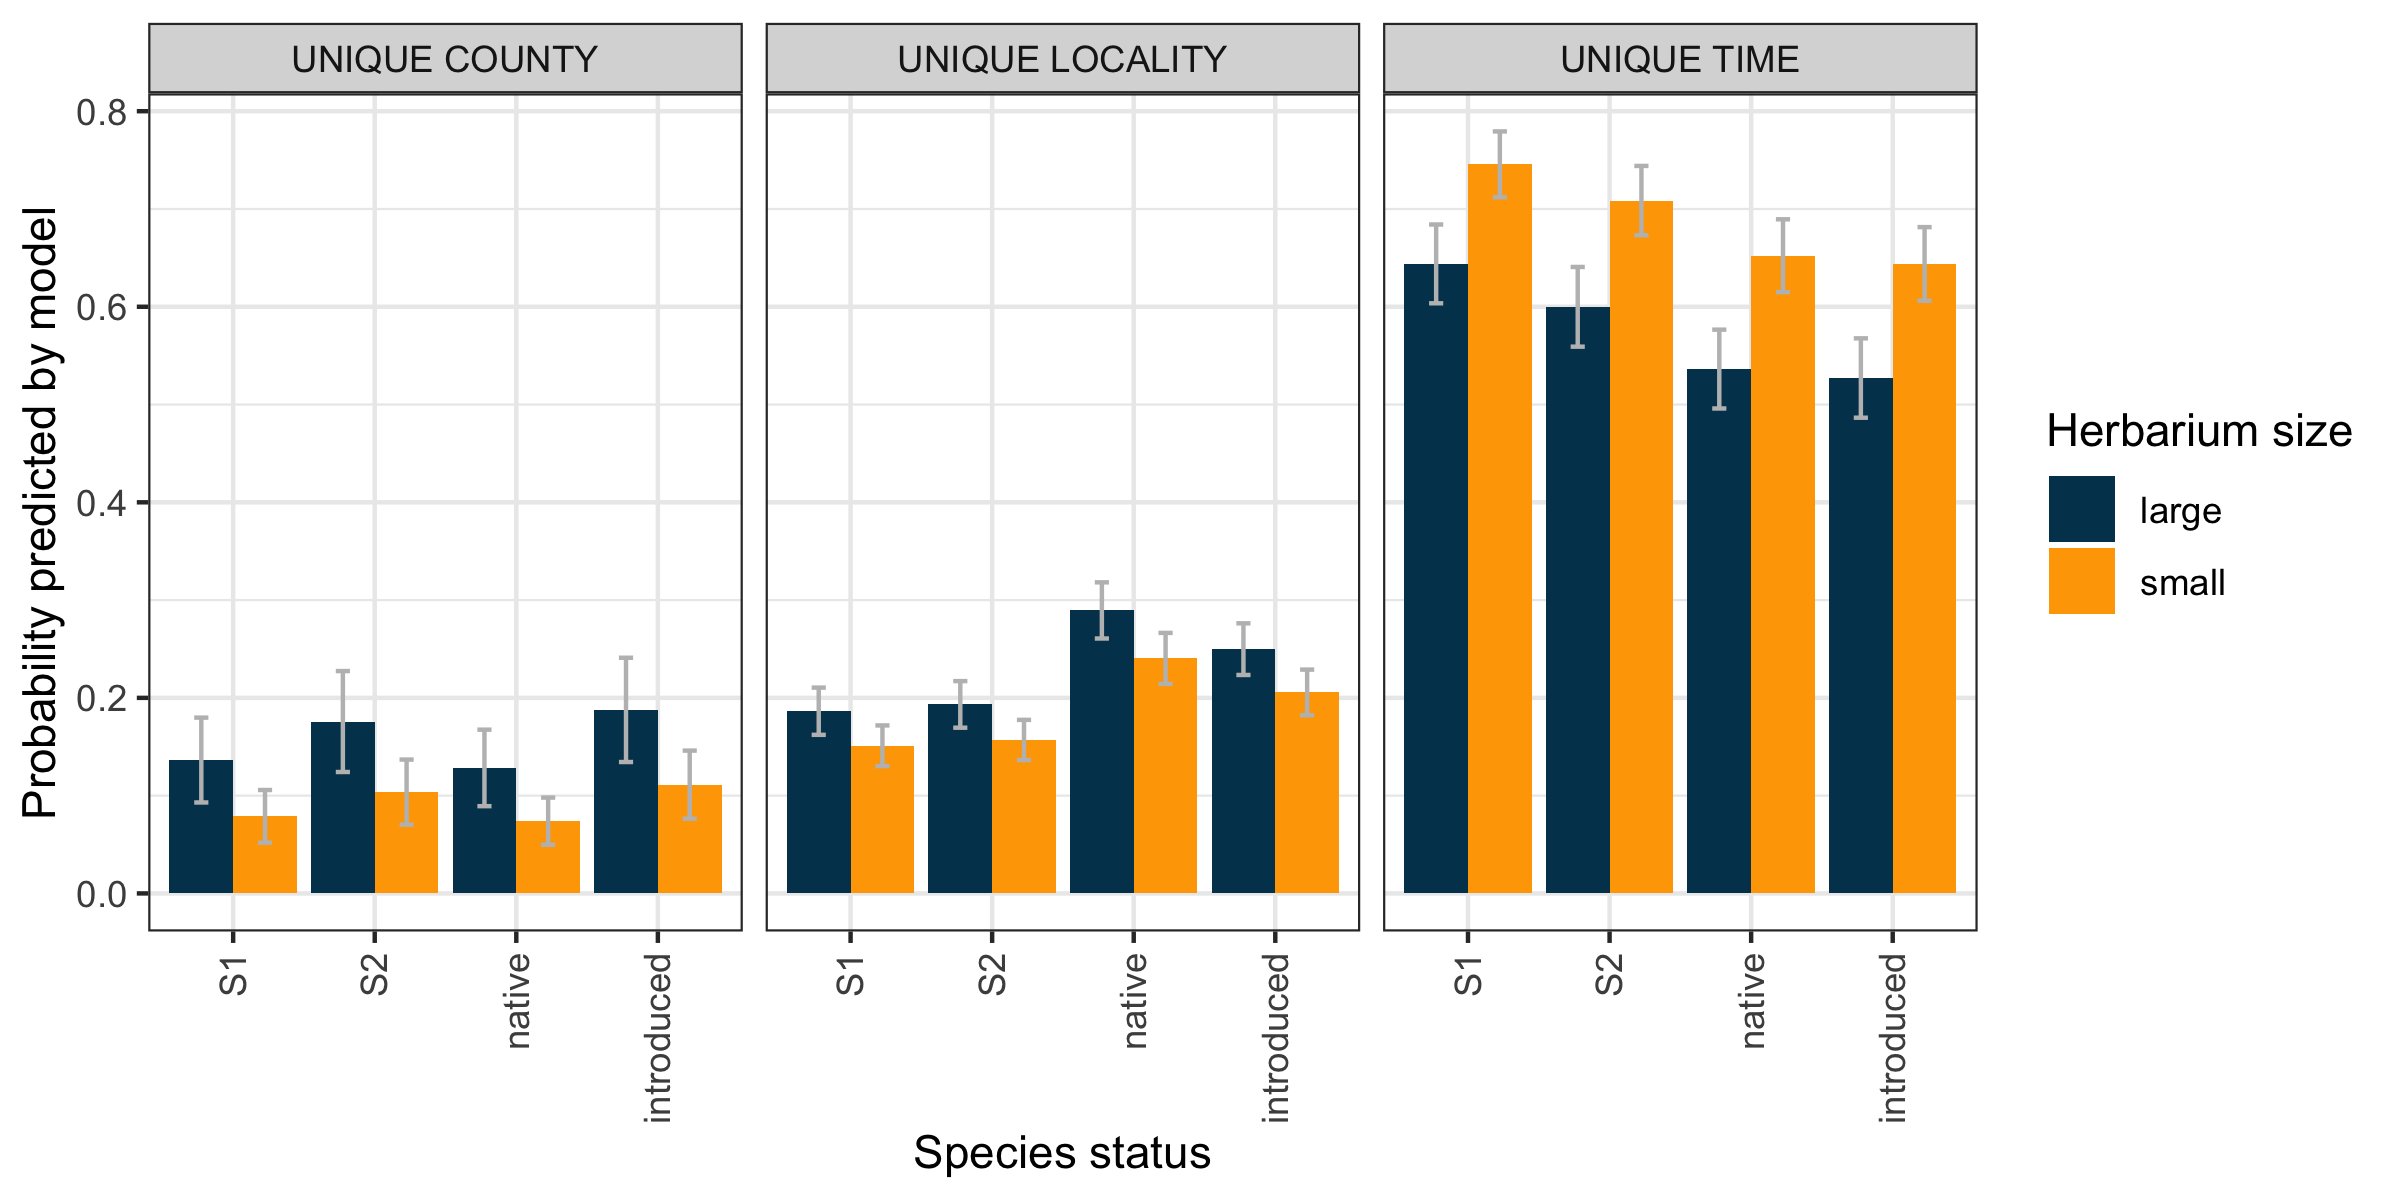 UNIQUE COUNTY
UNIQUE LOCALITY
UNIQUE TIME
Probability predicted by model
0.8
0.6
0.4
0.2
0.0
S1
S2
native
introduced
S1
S2
native
introduced
S1
S2
native
introduced
Species status
Herbarium size
large
small